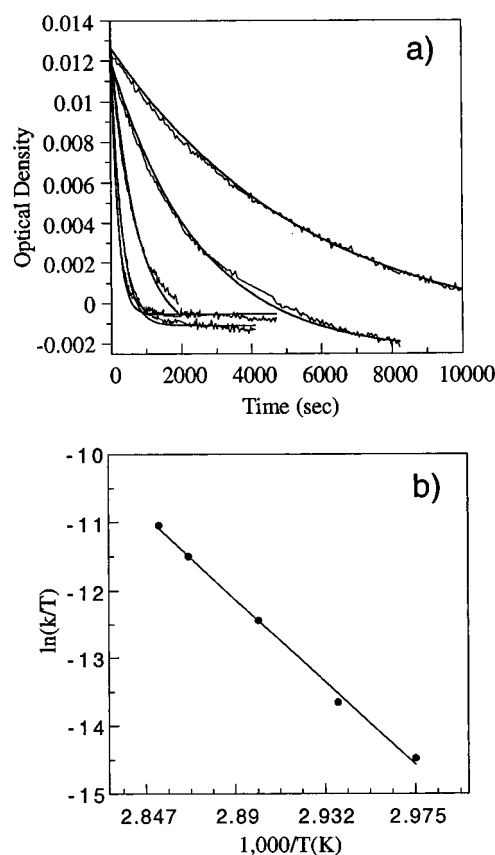 a)
0.014
0.012
0.01
0.008
0.006
0.004
0.002
0
-0.002
Optical Density
0 2000 4000 6000 8000 10000
Time (sec)
b)
-10
-11
-12
-13
-14
-15
ln(k/T)
2.847 2.89 2.932 2.975
1,000/T(K)